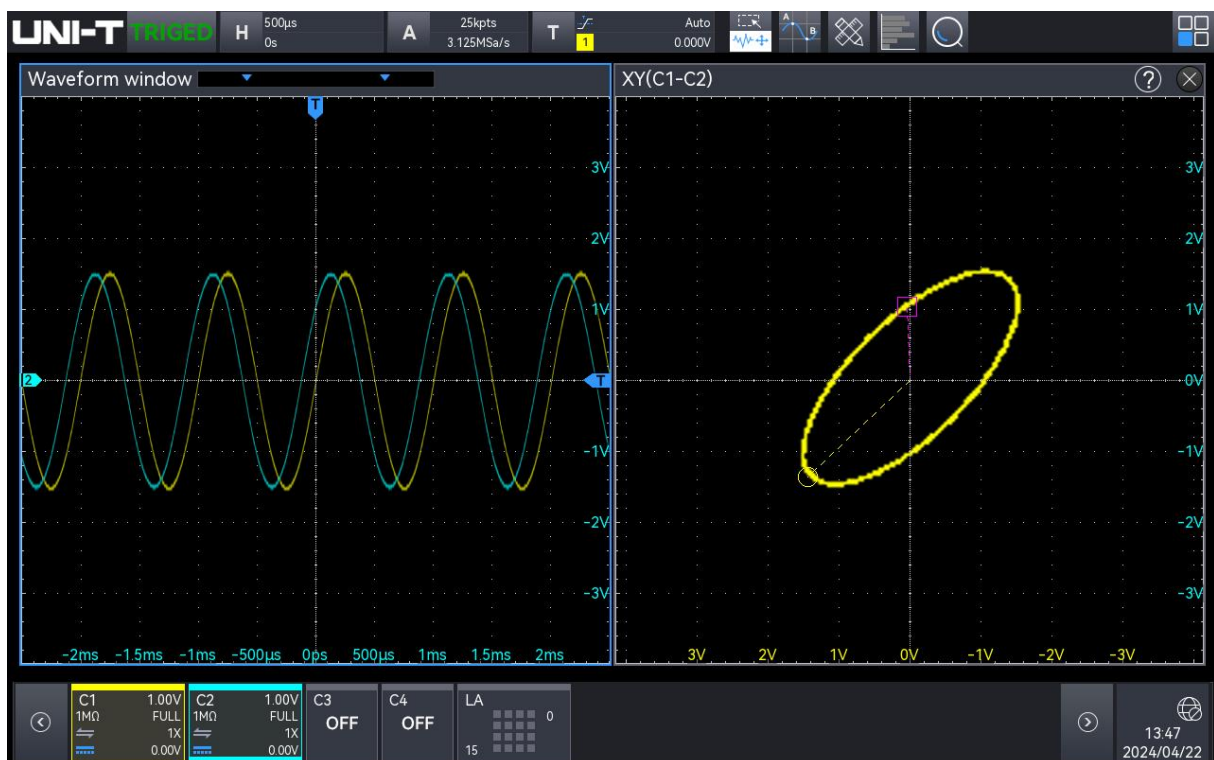 UNI-T TRIGED H 500μs 0s A 25kpts 3.125MSa/s T 1 Auto 0.000V A B
Waveform window
T
3V
2V
1V
2 T
-1V
-2V
-3V
-2ms -1.5ms -1ms -500μs 0ps 500μs 1ms 1.5ms 2ms
XY(C1-C2) ?
3V
2V
1V
0V
-1V
-2V
-3V
3V 2V 1V 0V -1V -2V -3V
C1 1.00V
1MΩ FULL
1X
0.00V
C2 1.00V
1MΩ FULL
1X
0.00V
C3
OFF
C4
OFF
LA
0
15
13:47
2024/04/22